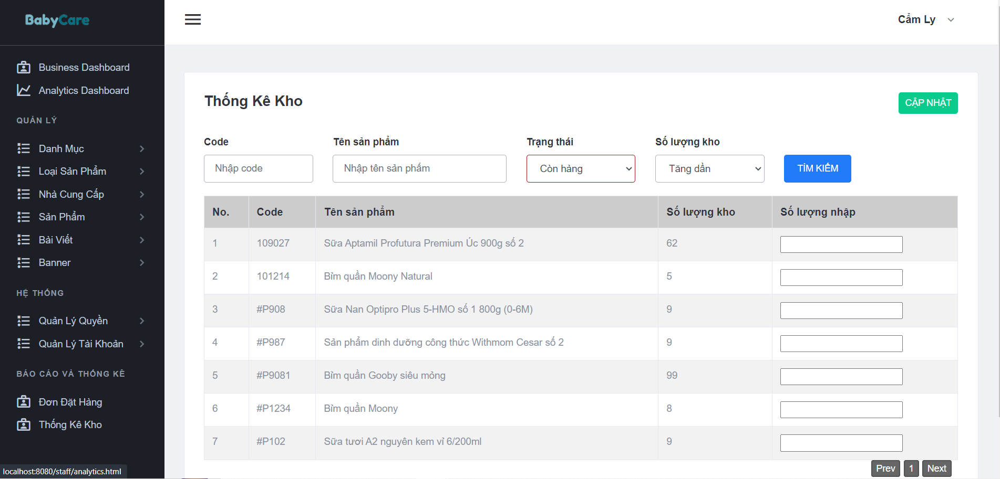 BabyCare
Cẩm Ly
Business Dashboard
Analytics Dashboard
QUẢN LÝ
Danh Mục
Loại Sản Phẩm
Nhà Cung Cấp
Sản Phẩm
Bài Viết
Banner
HỆ THỐNG
Quản Lý Quyền
Quản Lý Tài Khoản
BÁO CÁO VÀ THỐNG KÊ
Đơn Đặt Hàng
Thống Kê Kho
localhost:8080/staff/analytics.html
Thống Kê Kho
CẬP NHẬT
Code Tên sản phẩm Trạng thái Số lượng kho
Nhập code Nhập tên sản phẩm Còn hàng Tăng dần TÌM KIẾM
No. Code Tên sản phẩm Số lượng kho Số lượng nhập
1 109027 Sữa Aptamil Profutura Premium Úc 900g số 2 62
2 101214 Bỉm quần Moony Natural 5
3 #P908 Sữa Nan Optipro Plus 5-HMO số 1 800g (0-6M) 9
4 #P987 Sản phẩm dinh dưỡng công thức Withmom Cesar số 2 9
5 #P9081 Bỉm quần Gooby siêu mỏng 99
6 #P1234 Bỉm quần Moony 8
7 #P102 Sữa tươi A2 nguyên kem vỉ 6/200ml 9
Prev 1 Next